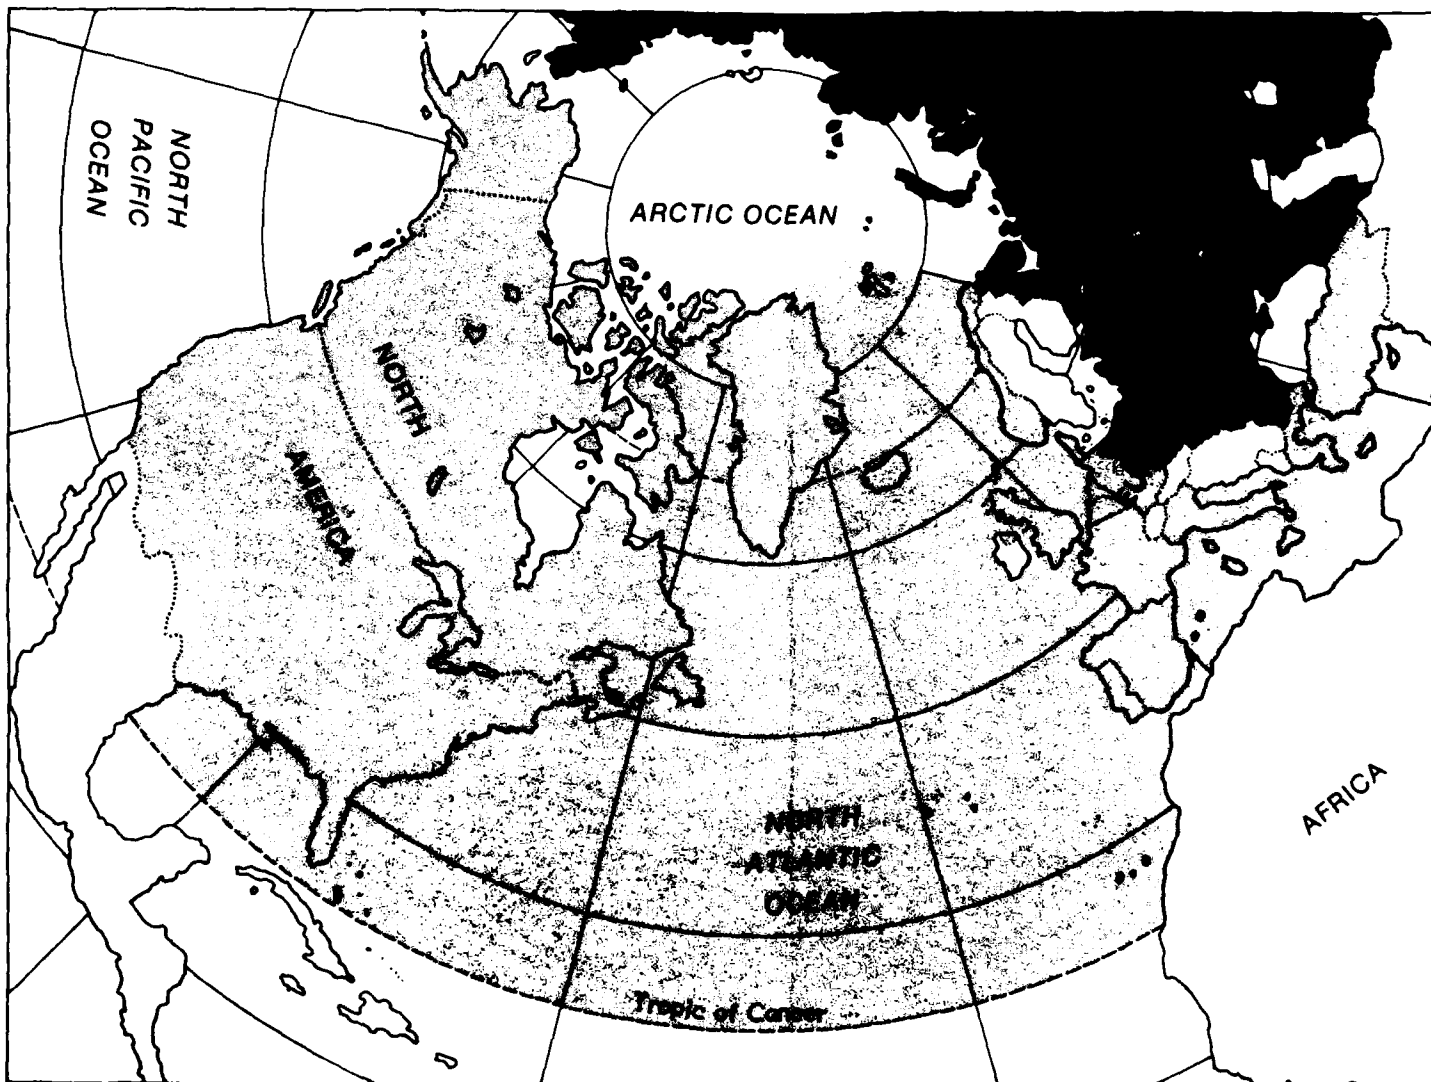 NORTH
PACIFIC
OCEAN
ARCTIC OCEAN
NORTH
AMERICA
NORTH
ATLANTIC
OCEAN
AFRICA
Tropic of Cancer